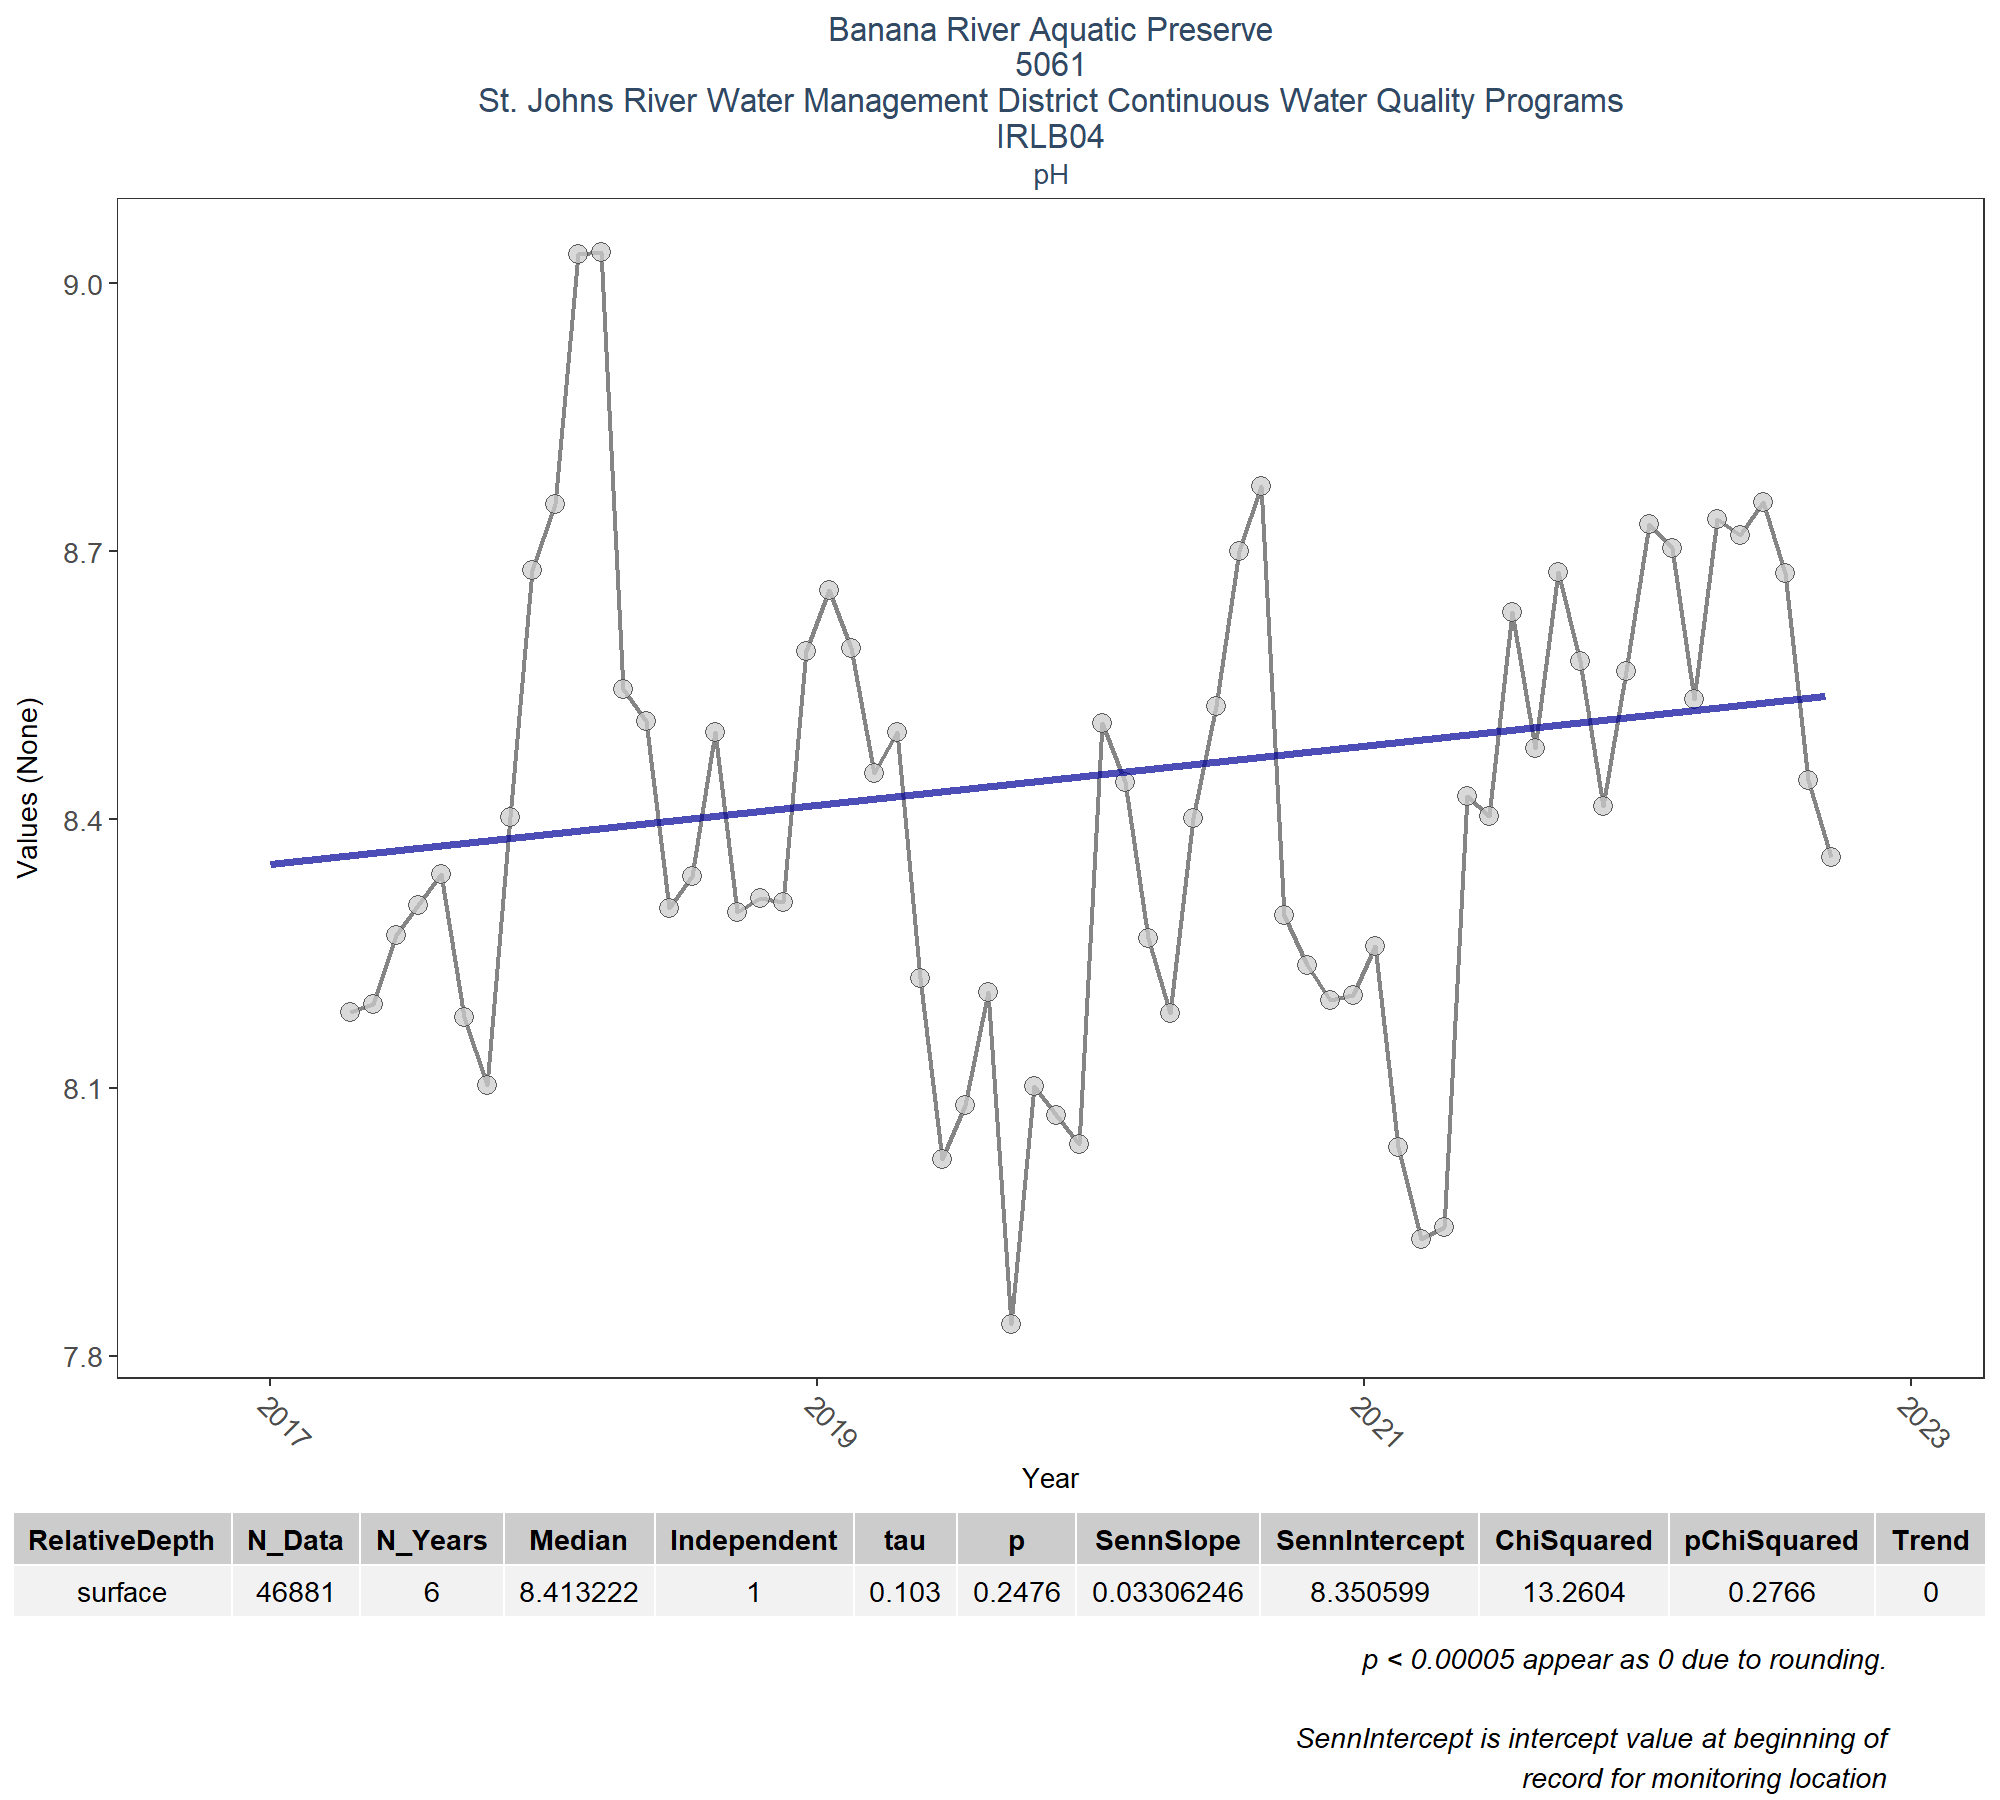 Banana River Aquatic Preserve
5061
St. Johns River Water Management District Continuous Water Quality Programs
IRLB04
pH
9.0
8.7
8.4
8.1
7.8
Values (None)
2017 2019 2021 2023
Year
RelativeDepth N_Data N_Years Median Independent tau p SennSlope SennIntercept ChiSquared pChiSquared Trend
surface 46881 6 8.413222 1 0.103 0.2476 0.03306246 8.350599 13.2604 0.2766 0
p < 0.00005 appear as 0 due to rounding.
SennIntercept is intercept value at beginning of
record for monitoring location